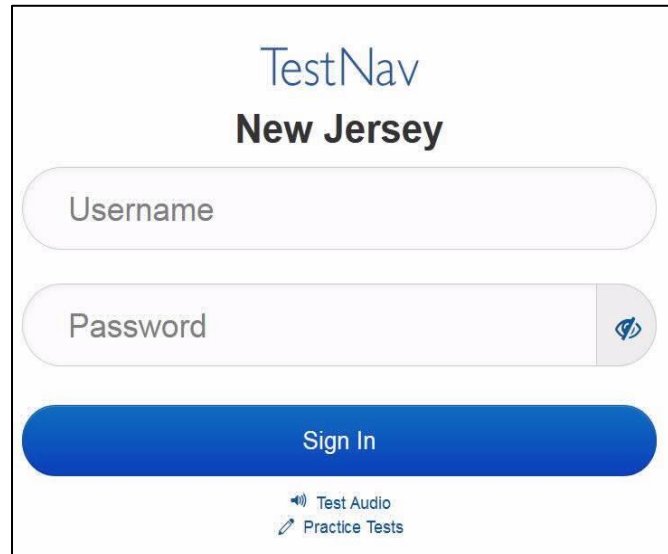 TestNav
New Jersey
Username
Password
Sign In
Test Audio
Practice Tests